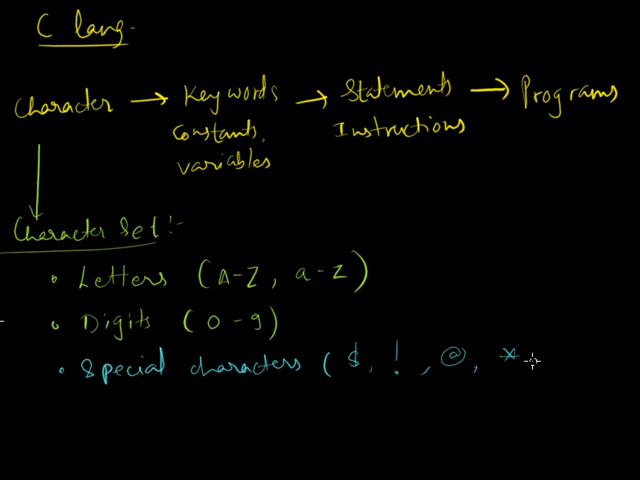 C lang.
Character → Keywords → Statements → Programs
constants, Instructions
variables
Character Set :-
• Letters (A-Z, a-z)
• Digits (0-9)
• Special characters ( $, !, @, *